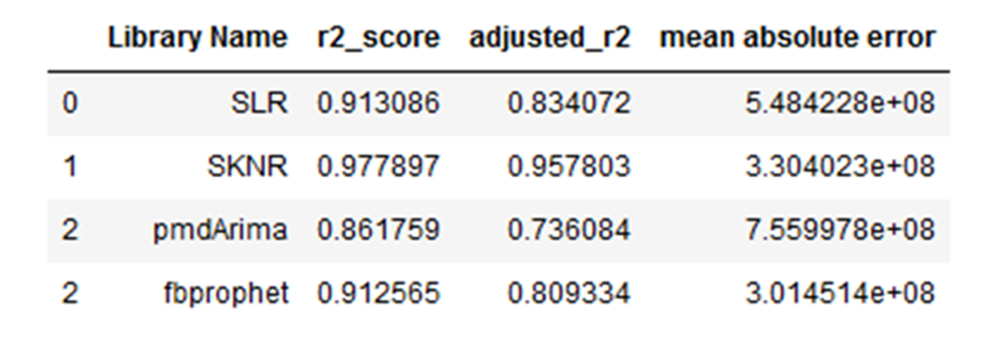 Library Name r2_score adjusted_r2 mean absolute error
0 SLR 0.913086 0.834072 5.484228e+08
1 SKNR 0.977897 0.957803 3.304023e+08
2 pmdArima 0.861759 0.736084 7.559978e+08
2 fbprophet 0.912565 0.809334 3.014514e+08